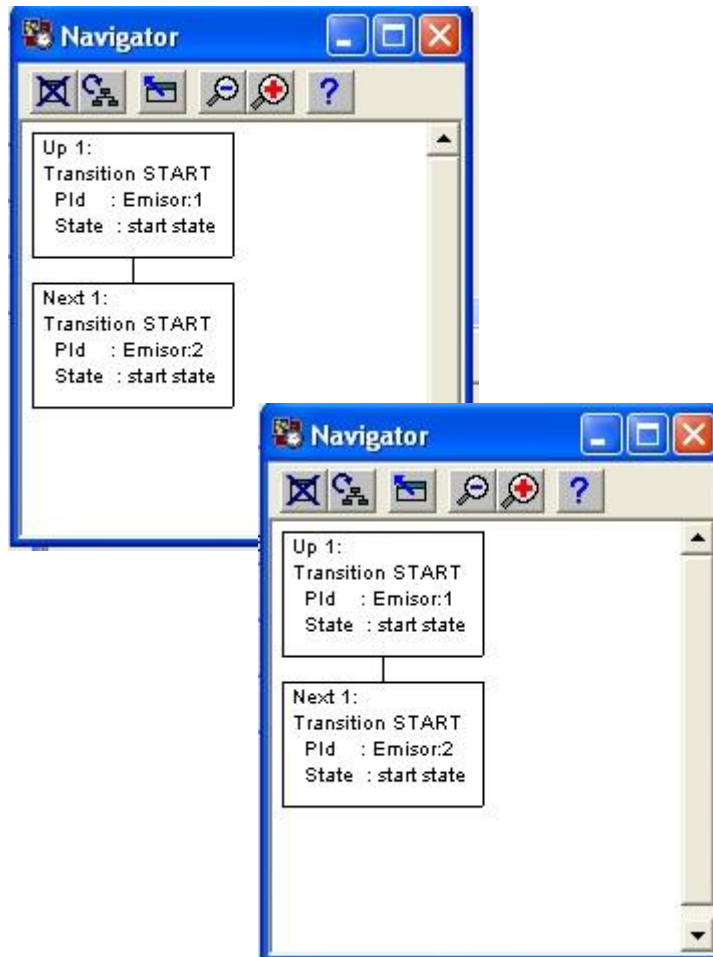 Navigator
?
Up 1:
Transition START
PId : Emisor:1
State : start state
Next 1:
Transition START
PId : Emisor:2
State : start state
Navigator
?
Up 1:
Transition START
PId : Emisor:1
State : start state
Next 1:
Transition START
PId : Emisor:2
State : start state